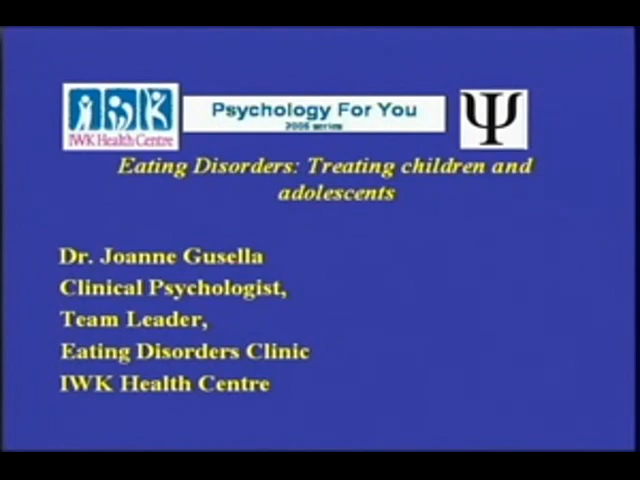 IWK Health Centre
Psychology For You
2006 series
Ψ
Eating Disorders: Treating children and
adolescents
Dr. Joanne Gusella
Clinical Psychologist,
Team Leader,
Eating Disorders Clinic
IWK Health Centre